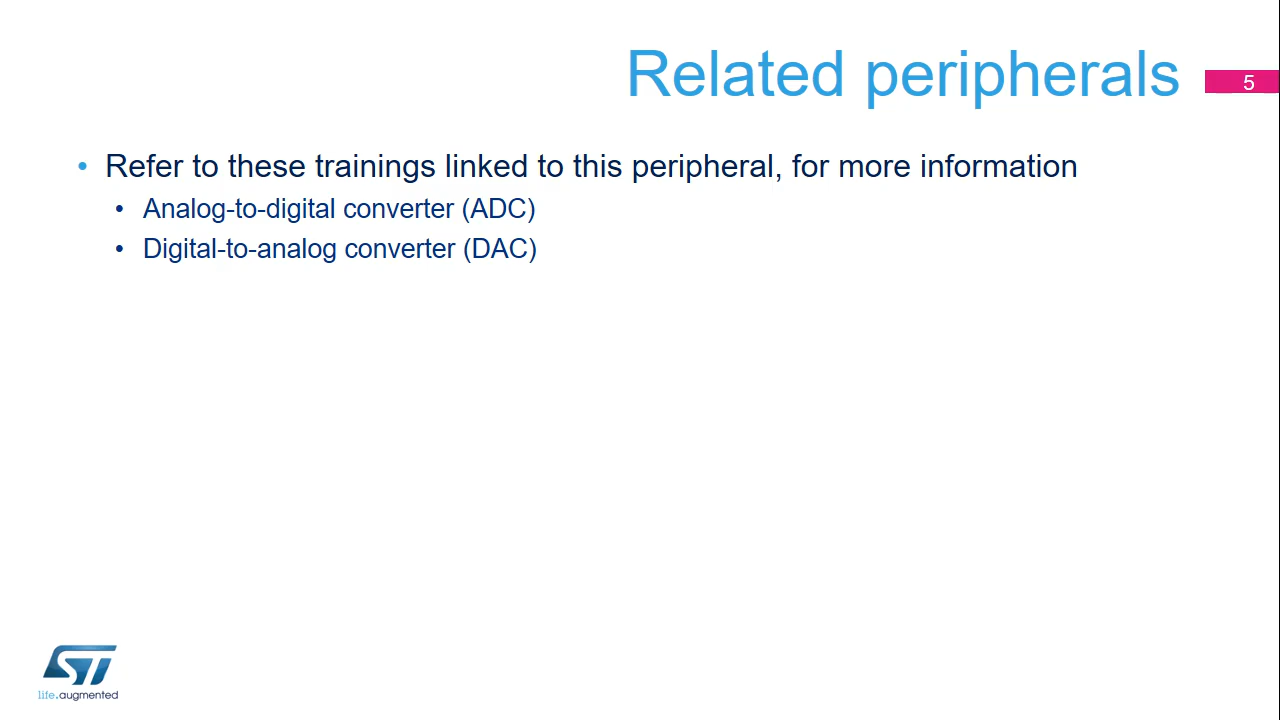 Related peripherals
5
• Refer to these trainings linked to this peripheral, for more information
• Analog-to-digital converter (ADC)
• Digital-to-analog converter (DAC)
ST
life.augmented